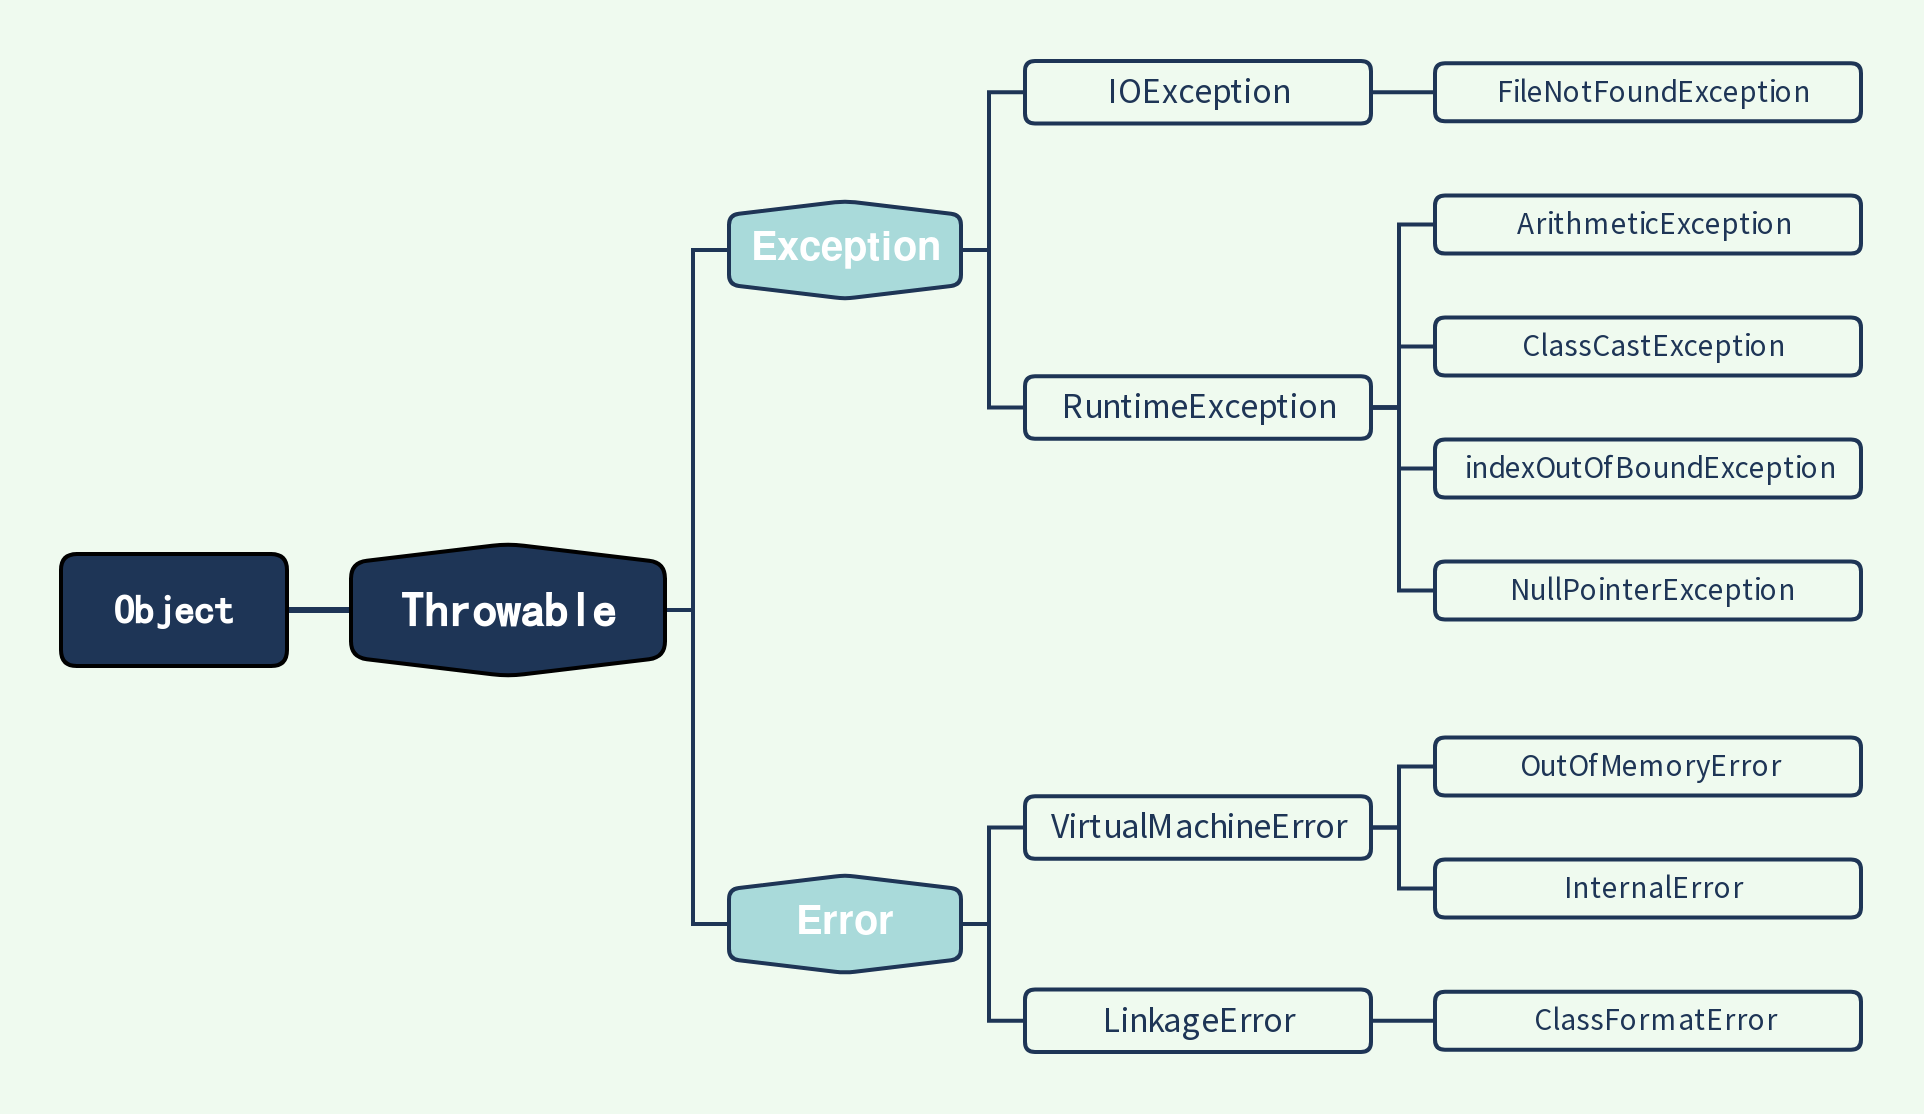 Object
Throwable
Exception
IOException
FileNotFoundException
RuntimeException
ArithmeticException
ClassCastException
indexOutOfBoundException
NullPointerException
Error
VirtualMachineError
OutOfMemoryError
InternalError
LinkageError
ClassFormatError